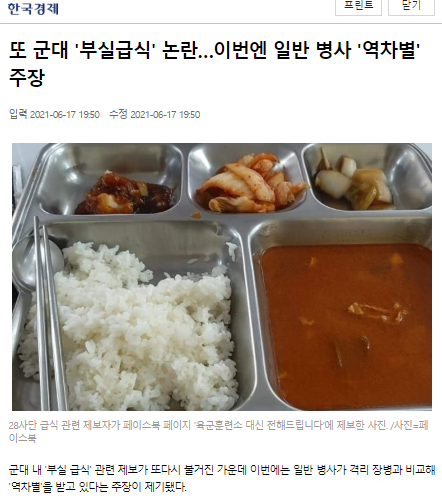 한국경제
프린트 닫기
또 군대 '부실급식' 논란...이번엔 일반 병사 '역차별'
주장
입력 2021-06-17 19:50 수정 2021-06-17 19:50
28사단 급식 관련 제보자가 페이스북 페이지 '육군훈련소 대신 전해드립니다'에 제보한 사진. /사진=페
이스북
군대 내 '부실 급식' 관련 제보가 또다시 불거진 가운데 이번에는 일반 병사가 격리 장병과 비교해
'역차별'을 받고 있다는 주장이 제기됐다.